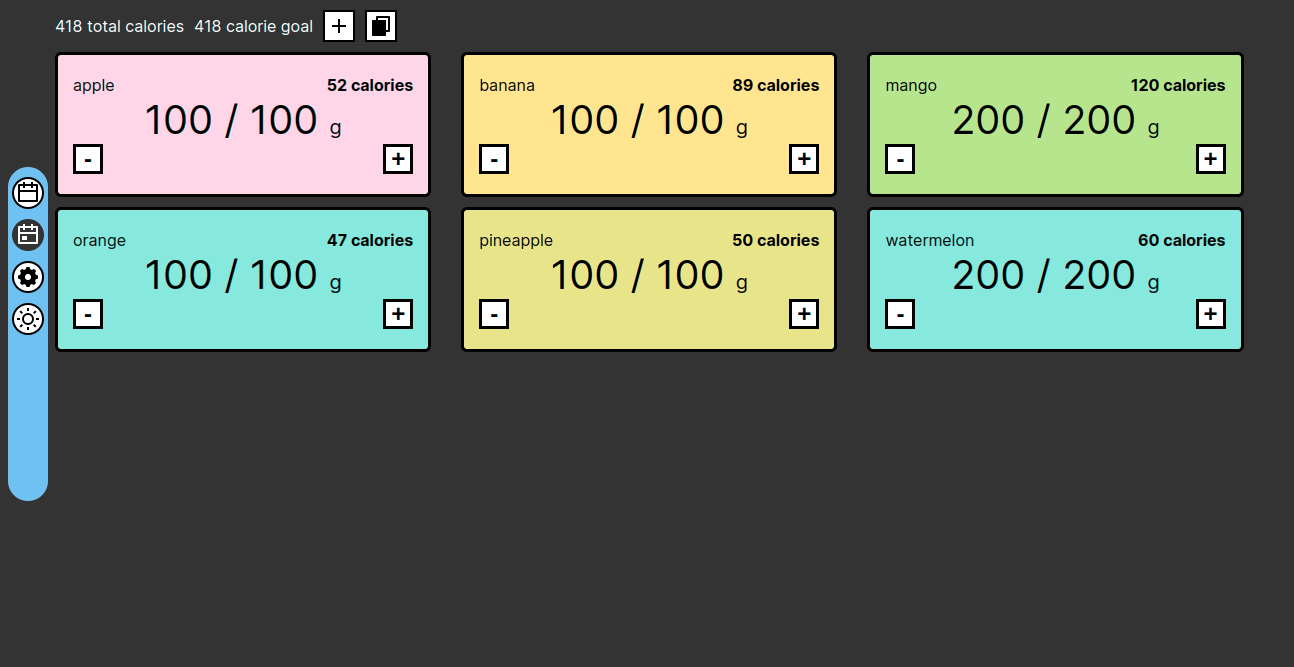 418 total calories 418 calorie goal +
apple 52 calories
100 / 100 g
- +
banana 89 calories
100 / 100 g
- +
mango 120 calories
200 / 200 g
- +
orange 47 calories
100 / 100 g
- +
pineapple 50 calories
100 / 100 g
- +
watermelon 60 calories
200 / 200 g
- +